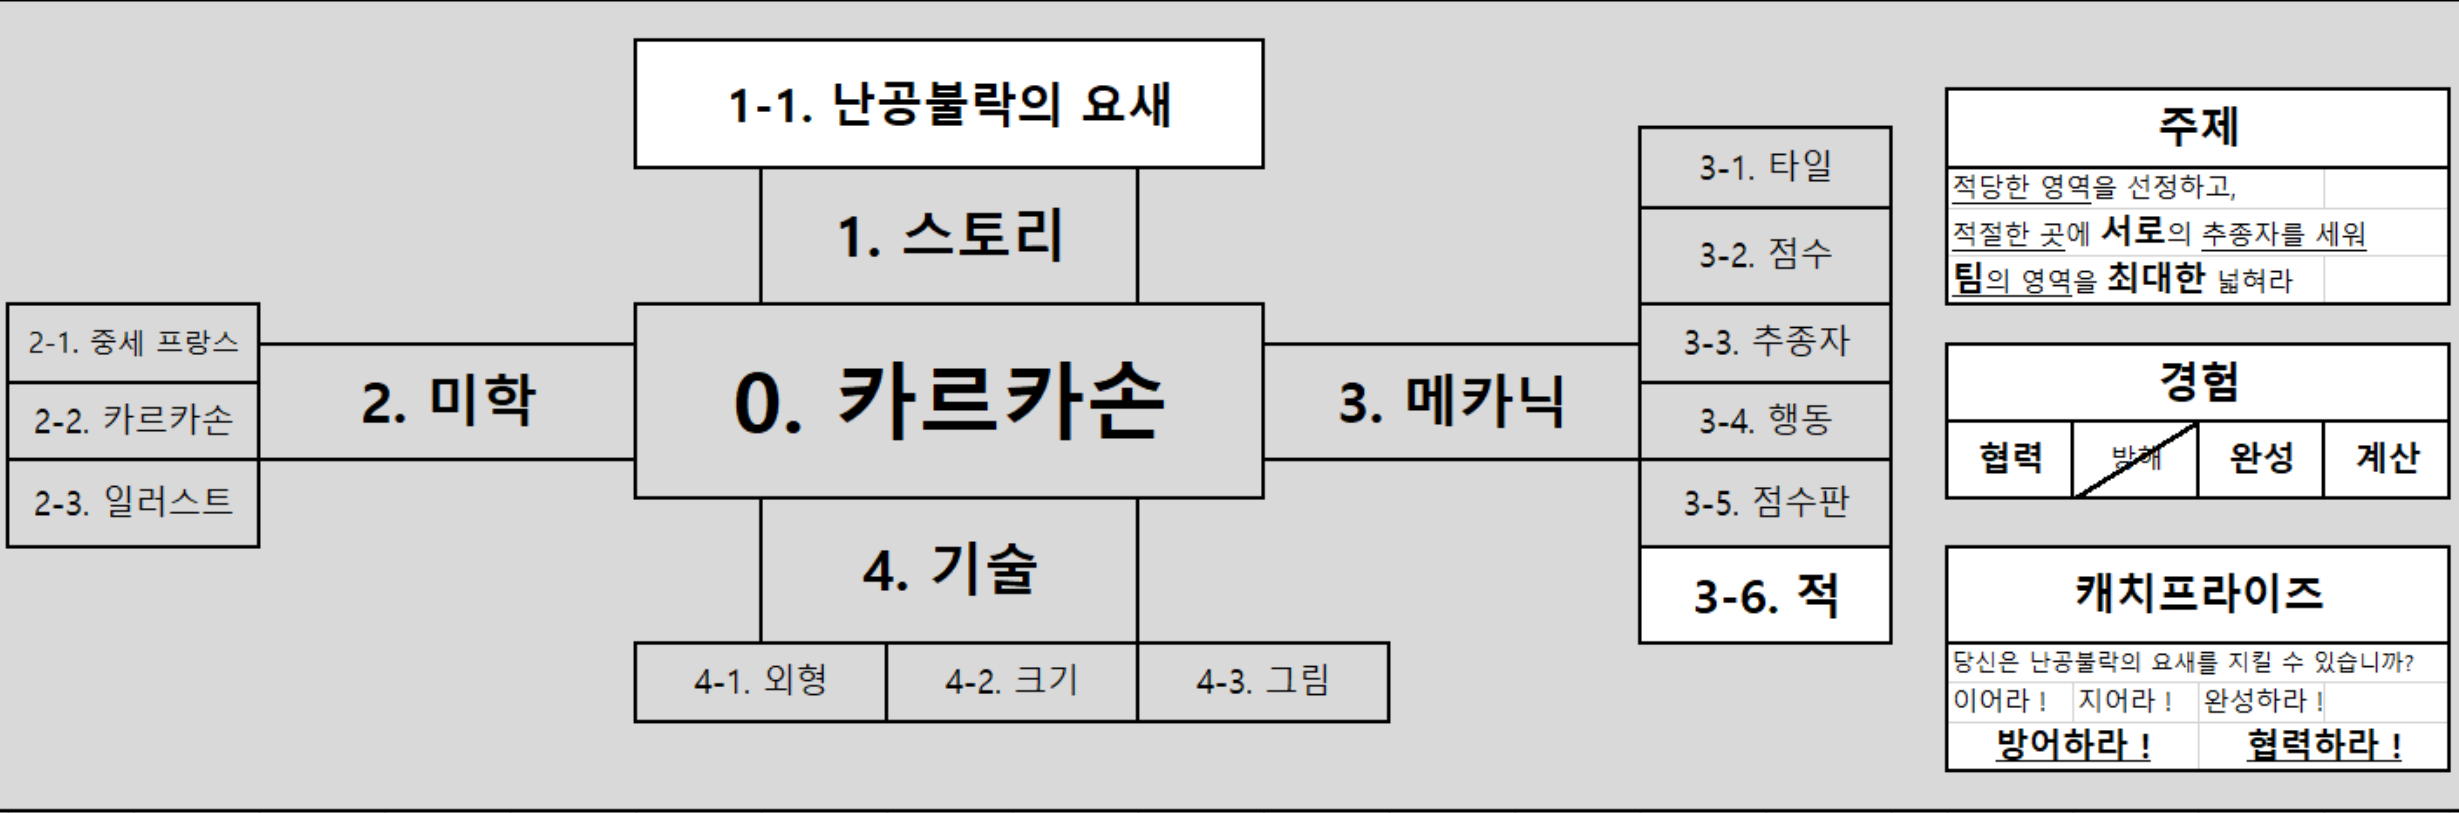 1-1. 난공불락의 요새
1. 스토리
2-1. 중세 프랑스
2-2. 카르카손
2-3. 일러스트
2. 미학
0. 카르카손
3. 메카닉
3-1. 타일
3-2. 점수
3-3. 추종자
3-4. 행동
3-5. 점수판
3-6. 적
4. 기술
4-1. 외형
4-2. 크기
4-3. 그림
주제
적당한 영역을 선정하고,
적절한 곳에 서로의 추종자를 세워
팀의 영역을 최대한 넓혀라
경험
협력 방해 완성 계산
캐치프라이즈
당신은 난공불락의 요새를 지킬 수 있습니까?
이어라 ! 지어라 ! 완성하라 !
방어하라 ! 협력하라 !